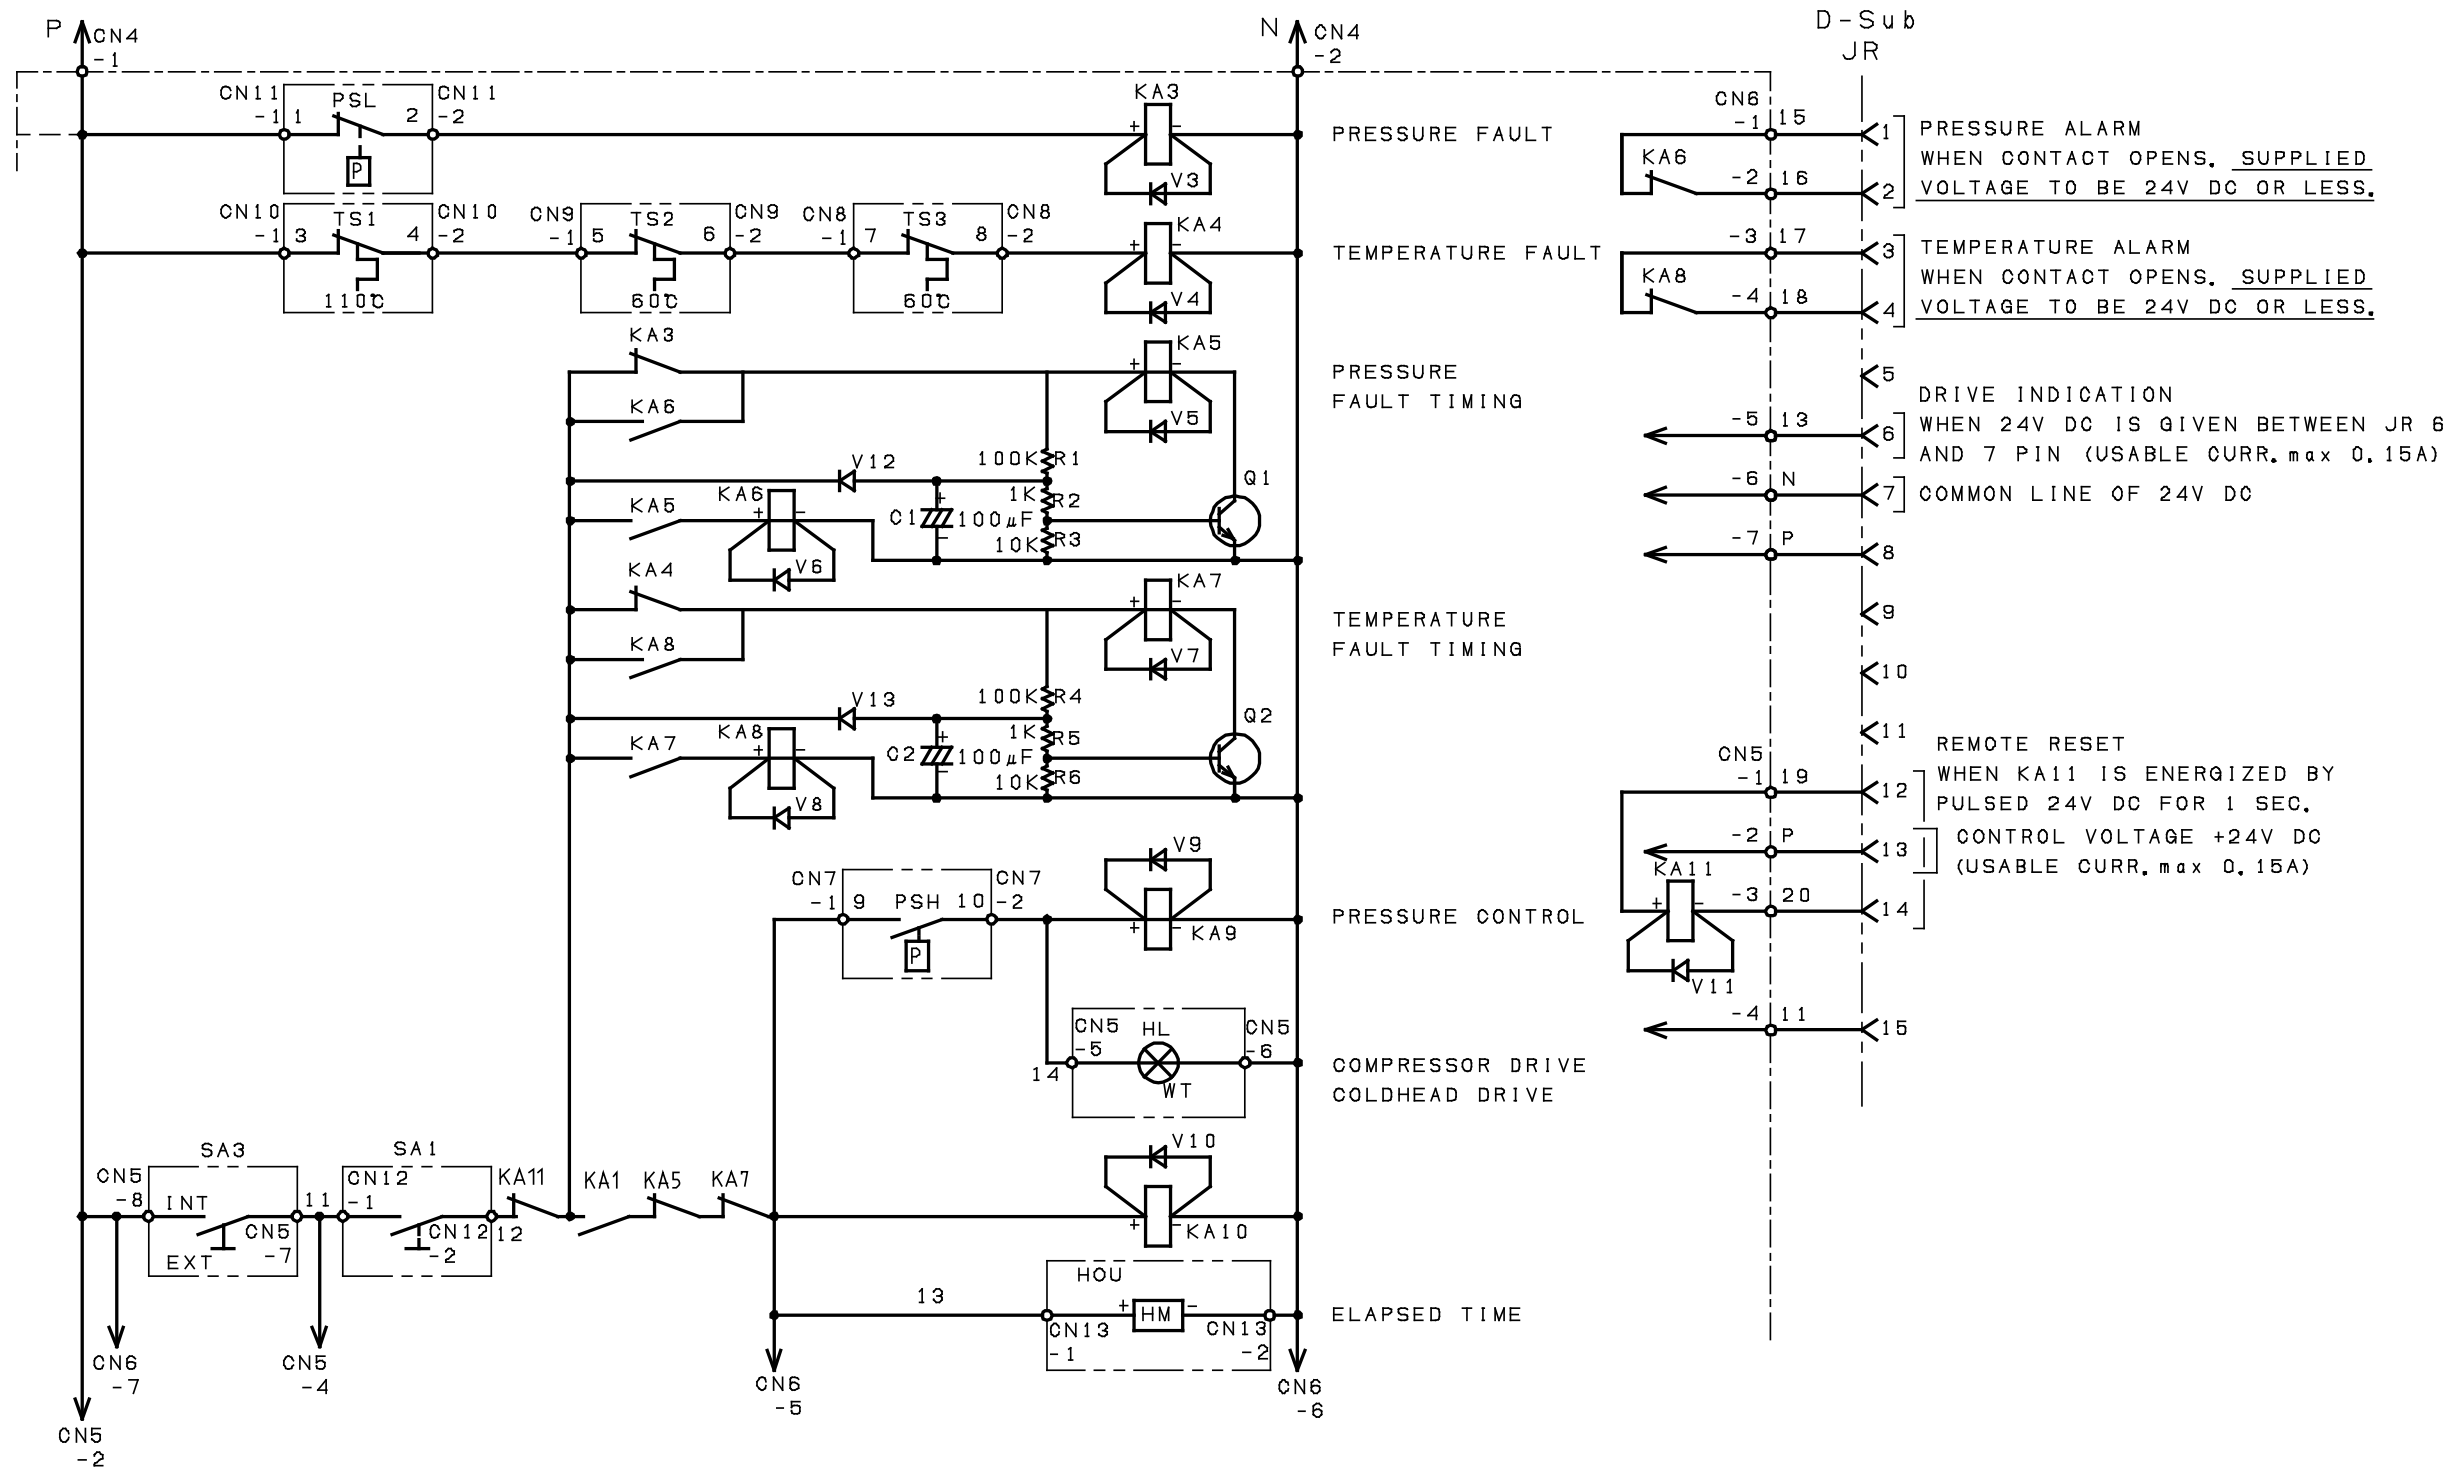 P
CN4
-1
N
CN4
-2
D-Sub
JR
CN11
-1
1
PSL
2
CN11
-2
P
KA3
+
-
V3
PRESSURE FAULT
CN10
-1
3
TS1
4
CN10
-2
110°C
CN9
-1
5
TS2
6
CN9
-2
60°C
CN8
-1
7
TS3
8
CN8
-2
60°C
KA4
+
-
V4
TEMPERATURE FAULT
KA3
KA6
KA5
+
-
V5
PRESSURE
FAULT TIMING
V12
100K
R1
1K
R2
10K
R3
C1
+
100μF
-
Q1
KA5
KA6
+
-
V6
KA4
KA8
KA7
+
-
V7
TEMPERATURE
FAULT TIMING
V13
100K
R4
1K
R5
10K
R6
C2
+
100μF
-
Q2
KA7
KA8
+
-
V8
CN7
-1
9
PSH
10
CN7
-2
P
V9
+
-
KA9
PRESSURE CONTROL
CN5
-5
HL
CN5
-6
14
WT
COMPRESSOR DRIVE
COLDHEAD DRIVE
V10
+
-
KA10
SA3
CN5
-8
INT
EXT
CN5
-7
11
SA1
CN12
-1
CN12
-2
12
KA11
KA1
KA5
KA7
HOU
13
+
HM
-
CN13
-1
CN13
-2
ELAPSED TIME
CN6
-7
CN5
-4
CN6
-5
CN6
-6
CN5
-2
CN6
-1
15
1
KA6
-2
16
2
PRESSURE ALARM
WHEN CONTACT OPENS. SUPPLIED
VOLTAGE TO BE 24V DC OR LESS.
-3
17
3
KA8
-4
18
4
TEMPERATURE ALARM
WHEN CONTACT OPENS. SUPPLIED
VOLTAGE TO BE 24V DC OR LESS.
5
-5
13
6
DRIVE INDICATION
WHEN 24V DC IS GIVEN BETWEEN JR 6
AND 7 PIN (USABLE CURR.max 0.15A)
-6
N
7
COMMON LINE OF 24V DC
-7
P
8
9
10
11
CN5
-1
19
12
REMOTE RESET
WHEN KA11 IS ENERGIZED BY
PULSED 24V DC FOR 1 SEC.
-2
P
13
CONTROL VOLTAGE +24V DC
(USABLE CURR.max 0.15A)
KA11
+
-
-3
20
14
V11
-4
11
15